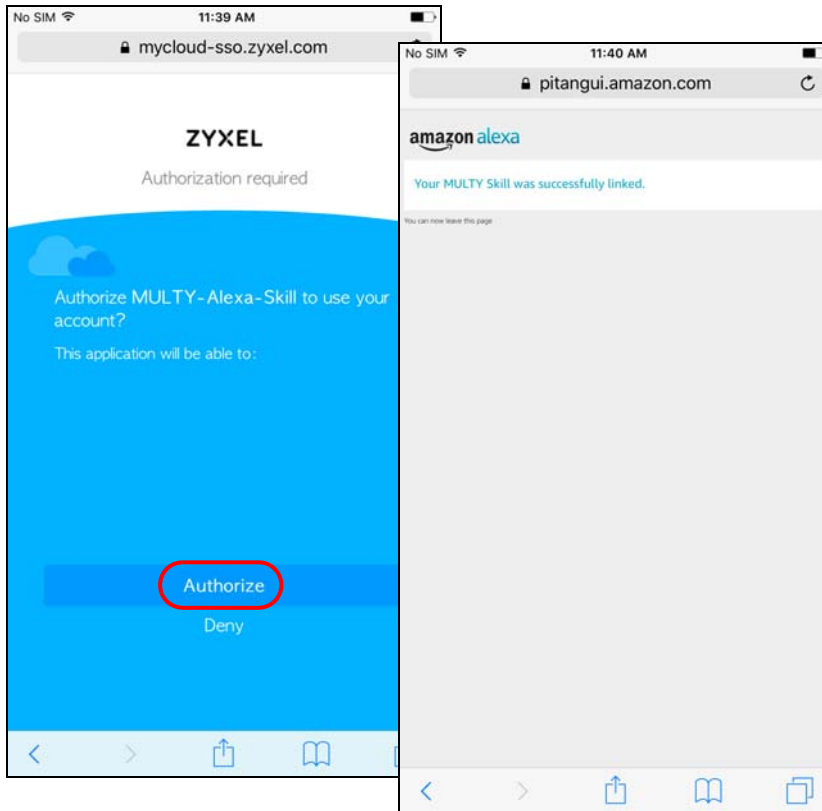 No SIM 11:39 AM
mycloud-sso.zyxel.com
ZYXEL
Authorization required
Authorize MULTY-Alexa-Skill to use your
account?
This application will be able to:
Authorize
Deny
No SIM 11:40 AM
pitangui.amazon.com
amazon alexa
Your MULTY Skill was successfully linked.
You can now leave this page